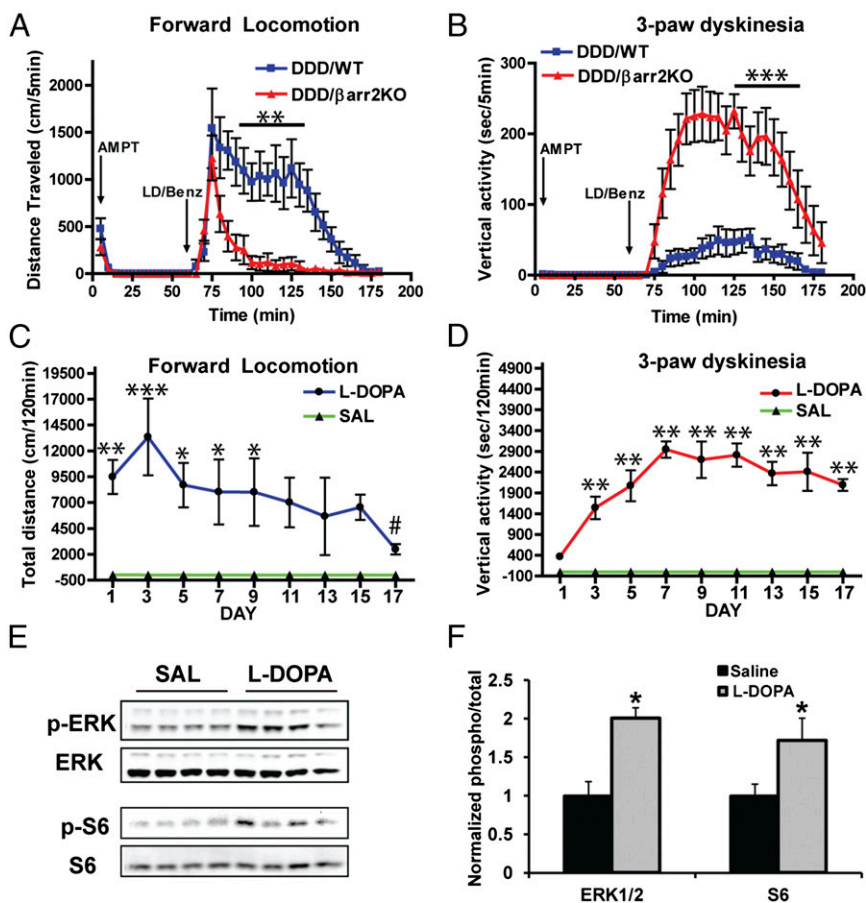 A
Forward Locomotion
DDD/WT
DDD/βarr2KO
**
AMPT
LD/Benz
Distance Traveled (cm/5min)
2000
1500
1000
500
0
0 25 50 75 100 125 150 175 200
Time (min)
B
3-paw dyskinesia
DDD/WT
DDD/βarr2KO
***
AMPT
LD/Benz
Vertical activity (sec/5min)
300
200
100
0
0 25 50 75 100 125 150 175 200
Time (min)
C
Forward Locomotion
L-DOPA
SAL
** *** * * * #
Total distance (cm/120min)
19500
17000
14500
12000
9500
7000
4500
2000
-500
1 3 5 7 9 11 13 15 17
DAY
D
3-paw dyskinesia
L-DOPA
SAL
** ** ** ** ** ** ** **
Vertical activity (sec/120min)
4900
4400
3900
3400
2900
2400
1900
1400
900
400
-100
1 3 5 7 9 11 13 15 17
DAY
E
SAL L-DOPA
p-ERK
ERK
p-S6
S6
F
Saline
L-DOPA
* *
Normalized phospho/total
2.5
2
1.5
1
0.5
0
ERK1/2 S6